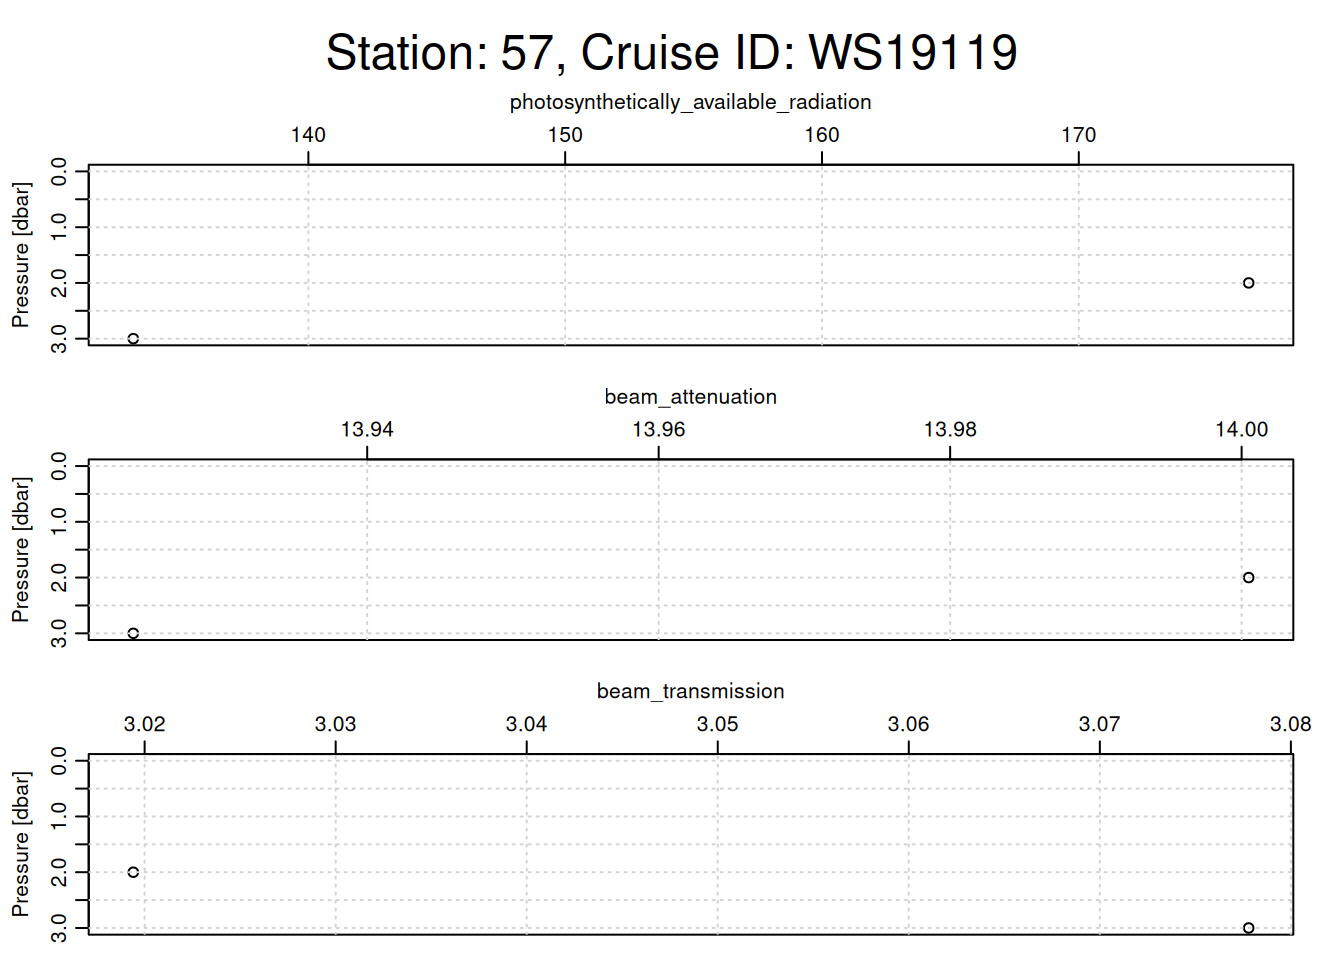 Station: 57, Cruise ID: WS19119
photosynthetically_available_radiation
140 150 160 170
Pressure [dbar]
0.0
1.0
2.0
3.0
beam_attenuation
13.94 13.96 13.98 14.00
Pressure [dbar]
0.0
1.0
2.0
3.0
beam_transmission
3.02 3.03 3.04 3.05 3.06 3.07 3.08
Pressure [dbar]
0.0
1.0
2.0
3.0